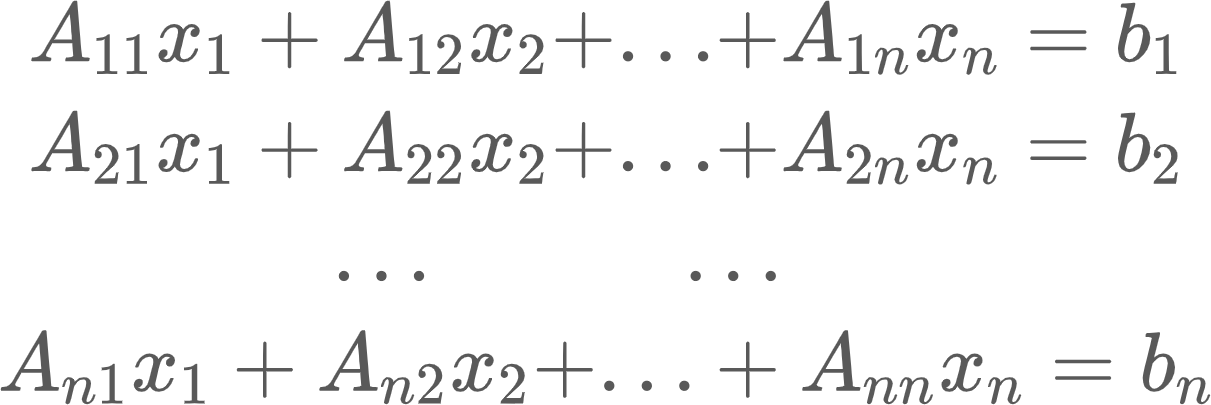 A₁₁x₁ + A₁₂x₂+...+A₁ₙxₙ = b₁
A₂₁x₁ + A₂₂x₂+...+A₂ₙxₙ = b₂
... ...
Aₙ₁x₁ + Aₙ₂x₂+...+ Aₙₙxₙ = bₙ